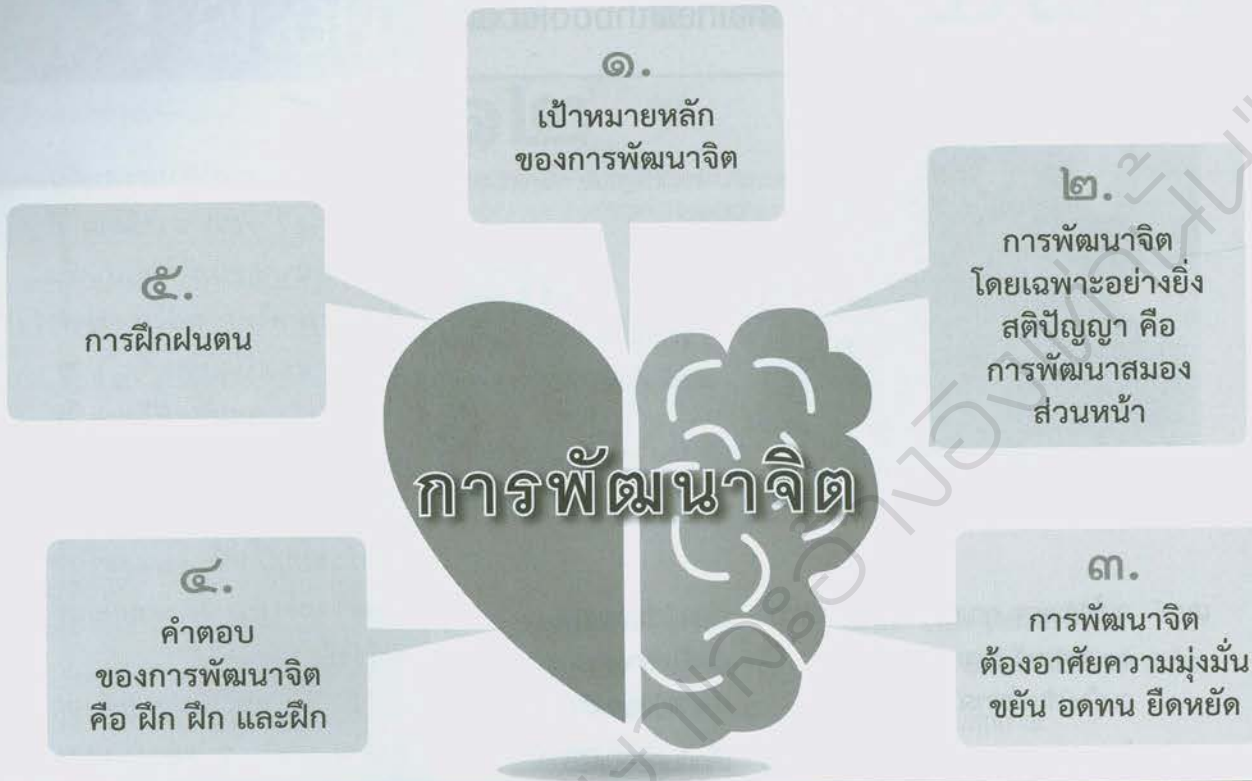 ๑.
เป้าหมายหลัก
ของการพัฒนาจิต
๒.
การพัฒนาจิต
โดยเฉพาะอย่างยิ่ง
สติปัญญา คือ
การพัฒนาสมอง
ส่วนหน้า
๓.
การพัฒนาจิต
ต้องอาศัยความมุ่งมั่น
ขยัน อดทน ยืดหยัด
๔.
คำตอบ
ของการพัฒนาจิต
คือ ฝึก ฝึก และฝึก
๕.
การฝึกฝนตน
การพัฒนาจิต